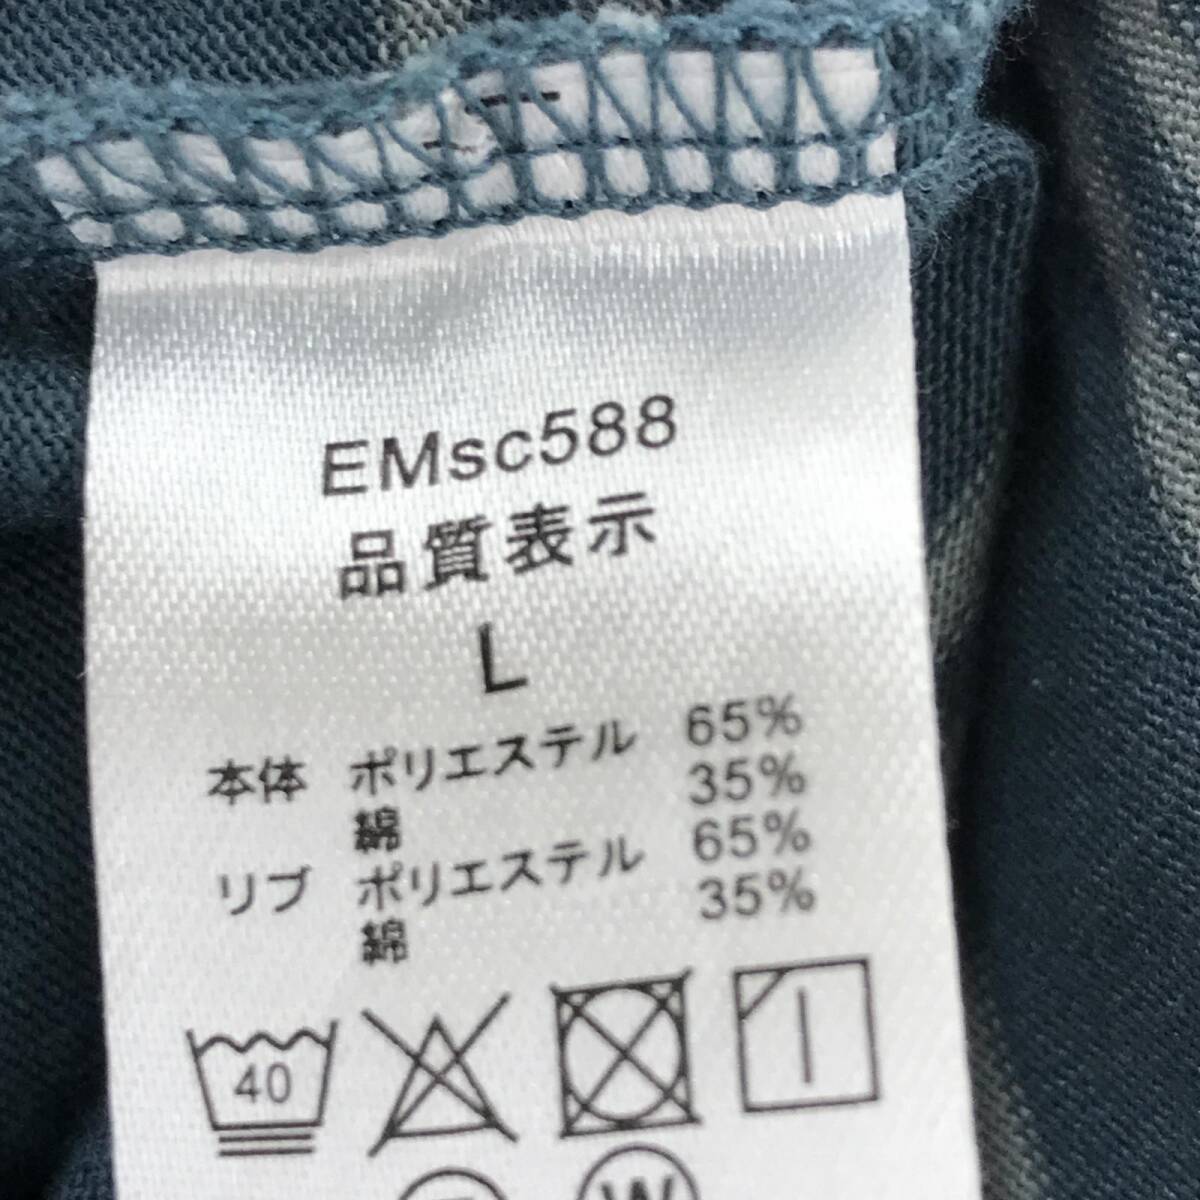 EMsc588
品質表示
L
本体 ポリエステル 65%
綿 35%
リブ ポリエステル 65%
綿 35%
40
W